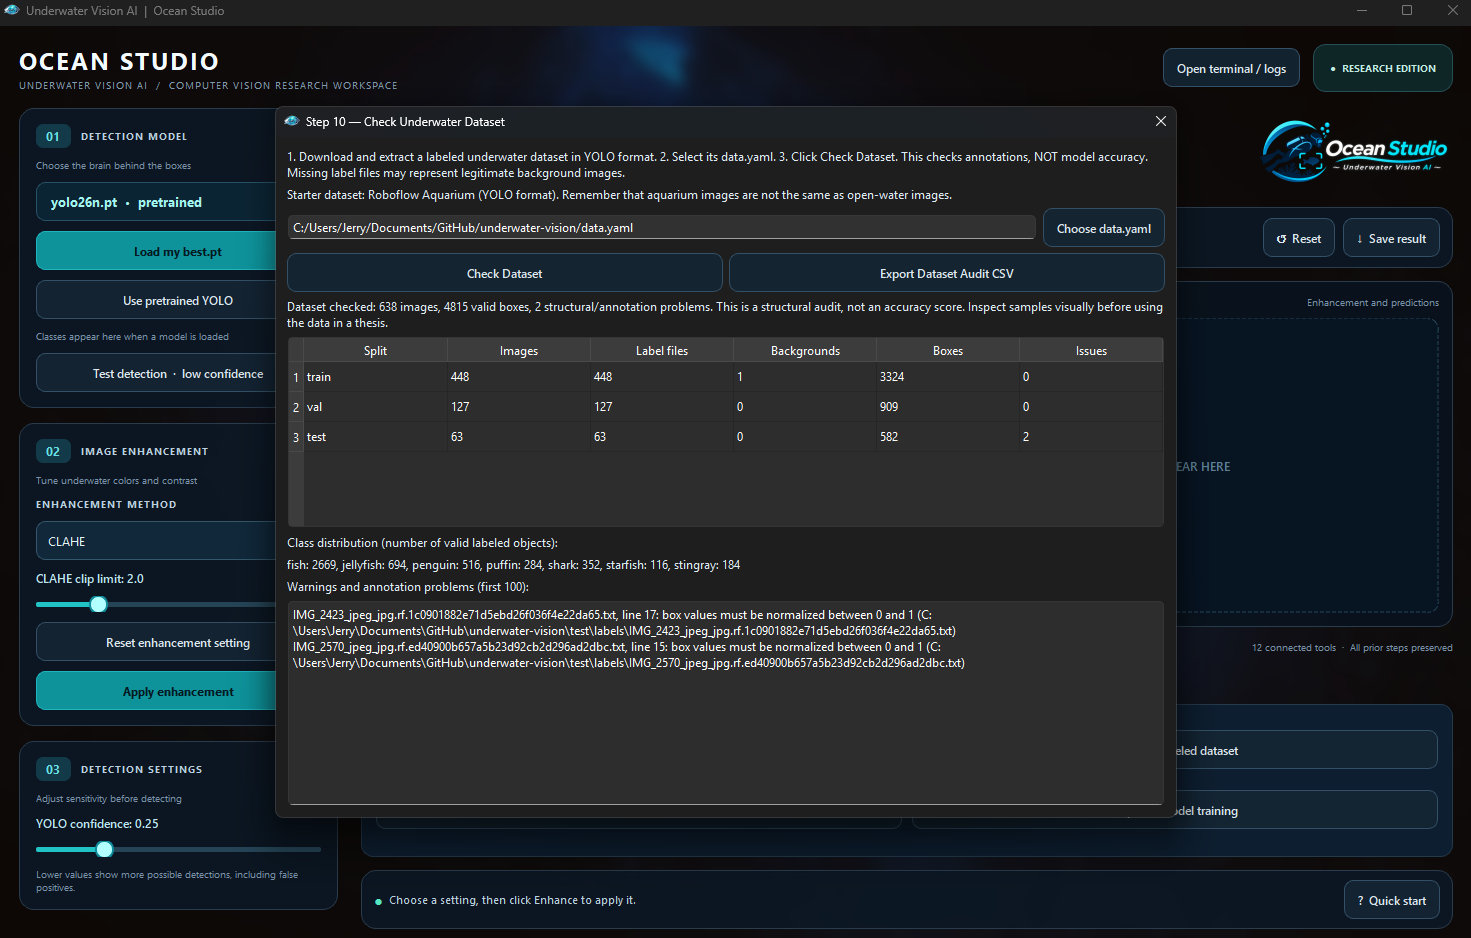 Underwater Vision AI | Ocean Studio
OCEAN STUDIO
UNDERWATER VISION AI / COMPUTER VISION RESEARCH WORKSPACE
Open terminal / logs
• RESEARCH EDITION
01 DETECTION MODEL
Choose the brain behind the boxes
yolo26n.pt • pretrained
Load my best.pt
Use pretrained YOLO
Classes appear here when a model is loaded
Test detection · low confidence
02 IMAGE ENHANCEMENT
Tune underwater colors and contrast
ENHANCEMENT METHOD
CLAHE
CLAHE clip limit: 2.0
Reset enhancement setting
Apply enhancement
03 DETECTION SETTINGS
Adjust sensitivity before detecting
YOLO confidence: 0.25
Lower values show more possible detections, including false
positives.
Step 10 — Check Underwater Dataset
1. Download and extract a labeled underwater dataset in YOLO format. 2. Select its data.yaml. 3. Click Check Dataset. This checks annotations, NOT model accuracy.
Missing label files may represent legitimate background images.
Starter dataset: Roboflow Aquarium (YOLO format). Remember that aquarium images are not the same as open-water images.
C:/Users/Jerry/Documents/GitHub/underwater-vision/data.yaml
Choose data.yaml
Check Dataset
Export Dataset Audit CSV
Dataset checked: 638 images, 4815 valid boxes, 2 structural/annotation problems. This is a structural audit, not an accuracy score. Inspect samples visually before using
the data in a thesis.
Split Images Label files Backgrounds Boxes Issues
1 train 448 448 1 3324 0
2 val 127 127 0 909 0
3 test 63 63 0 582 2
Class distribution (number of valid labeled objects):
fish: 2669, jellyfish: 694, penguin: 516, puffin: 284, shark: 352, starfish: 116, stingray: 184
Warnings and annotation problems (first 100):
IMG_2423_jpeg_jpg.rf.1c0901882e71d5ebd26f036f4e22da65.txt, line 17: box values must be normalized between 0 and 1 (C:
\Users\Jerry\Documents\GitHub\underwater-vision\test\labels\IMG_2423_jpeg_jpg.rf.1c0901882e71d5ebd26f036f4e22da65.txt)
IMG_2570_jpeg_jpg.rf.ed40900b657a5b23d92cb2d296ad2dbc.txt, line 15: box values must be normalized between 0 and 1 (C:
\Users\Jerry\Documents\GitHub\underwater-vision\test\labels\IMG_2570_jpeg_jpg.rf.ed40900b657a5b23d92cb2d296ad2dbc.txt)
Ocean Studio
Underwater Vision AI
Reset
↓ Save result
Enhancement and predictions
EAR HERE
12 connected tools · All prior steps preserved
eled dataset
del training
• Choose a setting, then click Enhance to apply it.
? Quick start